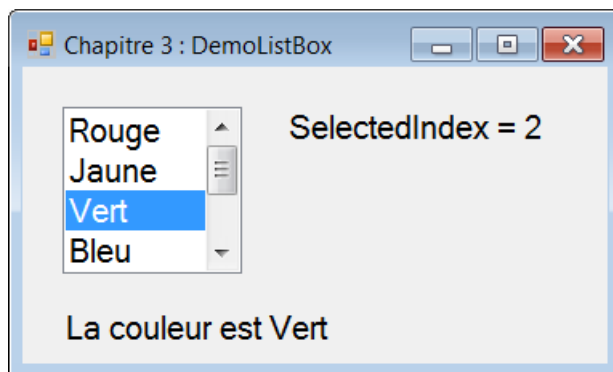 Chapitre 3 : DemoListBox
Rouge
Jaune
Vert
Bleu
SelectedIndex = 2
La couleur est Vert